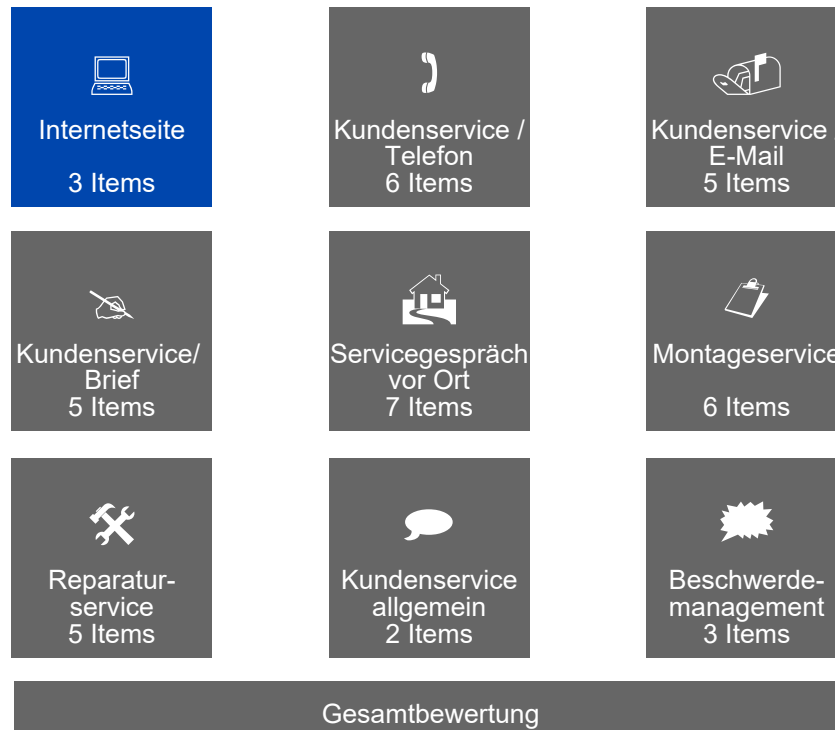 Internetseite
3 Items
Kundenservice /
Telefon
6 Items
Kundenservice
E-Mail
5 Items
Kundenservice/
Brief
5 Items
Servicegespräch
vor Ort
7 Items
Montageservice
6 Items
Reparatur-
service
5 Items
Kundenservice
allgemein
2 Items
Beschwerde-
management
3 Items
Gesamtbewertung